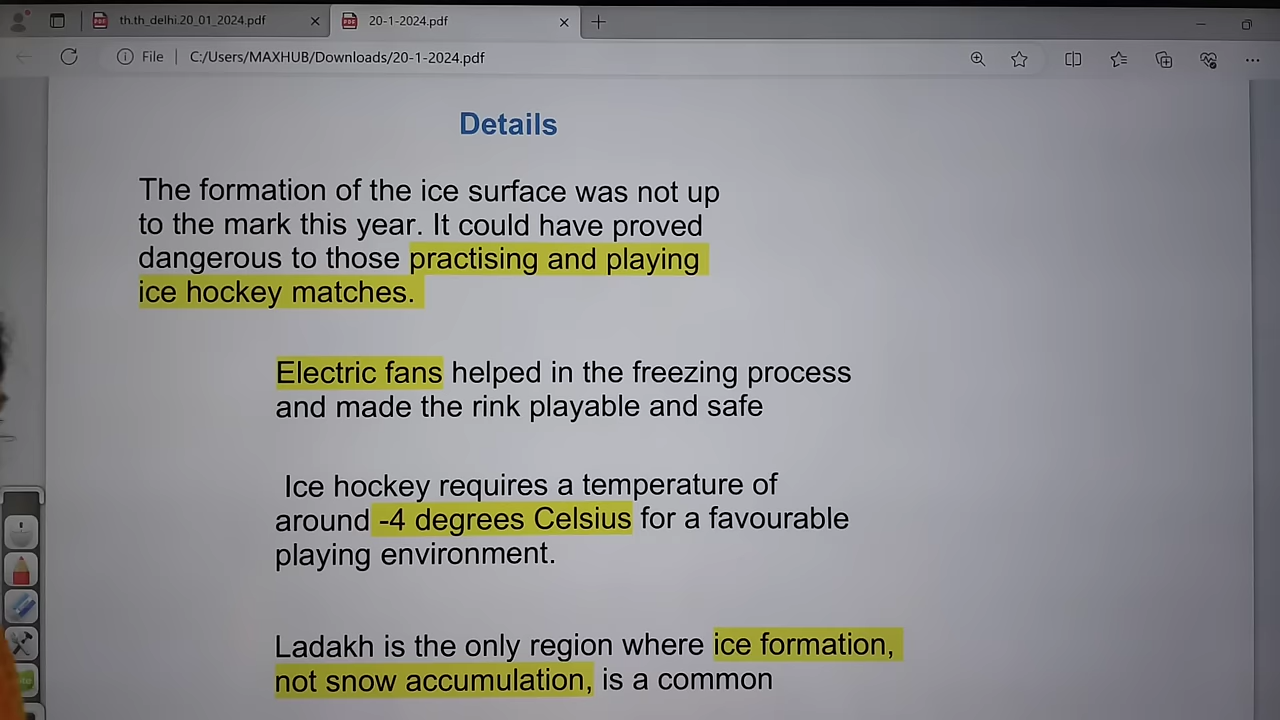 th.th_delhi.20_01_2024.pdf
20-1-2024.pdf
File
C:/Users/MAXHUB/Downloads/20-1-2024.pdf
Details
The formation of the ice surface was not up
to the mark this year. It could have proved
dangerous to those practising and playing
ice hockey matches.
Electric fans helped in the freezing process
and made the rink playable and safe
Ice hockey requires a temperature of
around -4 degrees Celsius for a favourable
playing environment.
Ladakh is the only region where ice formation,
not snow accumulation, is a common